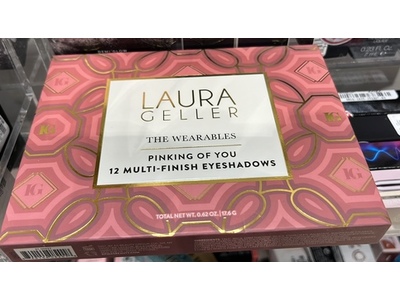 LAURA
GELLER
THE WEARABLES
PINKING OF YOU
12 MULTI-FINISH EYESHADOWS
TOTAL NET WT. 0.62 OZ. | 17.6 G